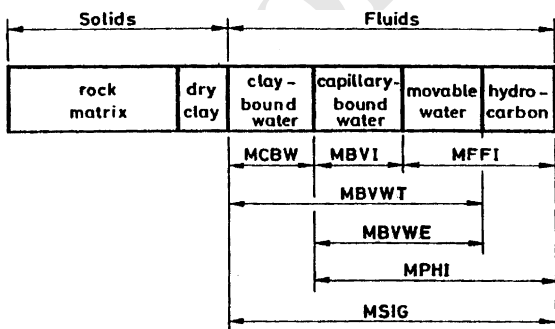 Solids Fluids
rock matrix
dry clay
clay-bound water
capillary-bound water
movable water
hydro-carbon
MCBW MBVI MFFI
MBVWT
MBVWE
MPHI
MSIG